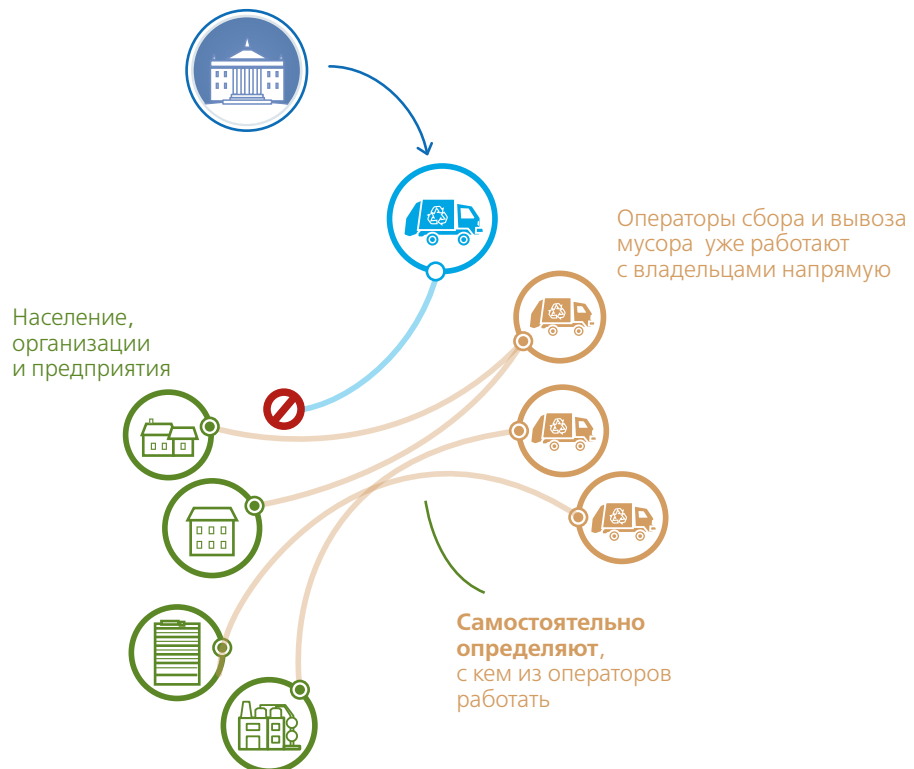 Операторы сбора и вывоза
мусора уже работают
с владельцами напрямую
Население,
организации
и предприятия
Самостоятельно
определяют,
с кем из операторов
работать